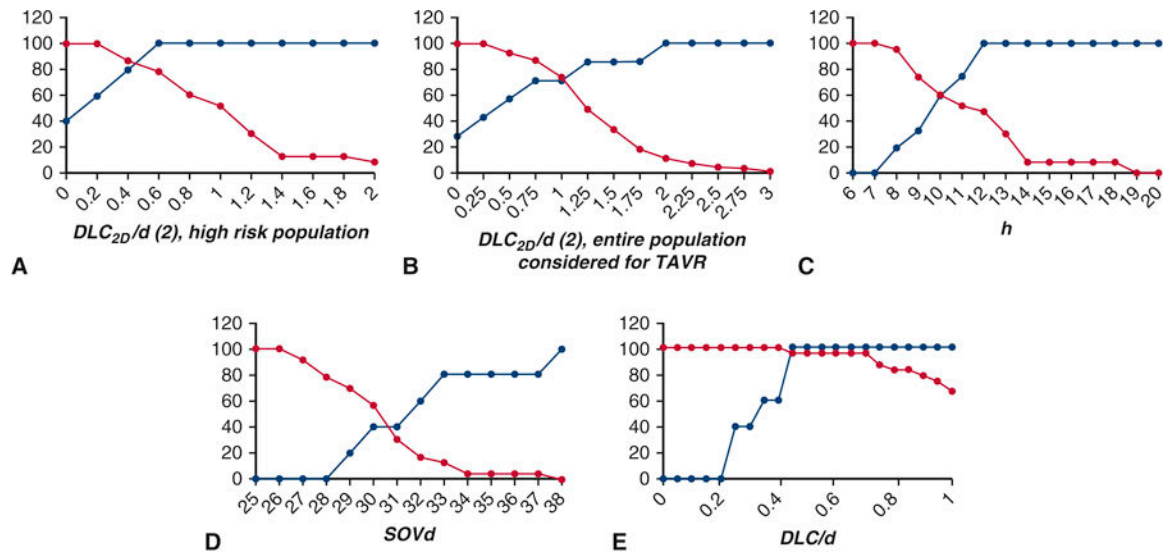 120
100
80
60
40
20
0
0 0.2 0.4 0.6 0.8 1 1.2 1.4 1.6 1.8 2
DLC2D/d (2), high risk population
A
120
100
80
60
40
20
0
0 0.25 0.5 0.75 1 1.25 1.5 1.75 2 2.25 2.5 2.75 3
DLC2D/d (2), entire population
considered for TAVR
B
120
100
80
60
40
20
0
6 7 8 9 10 11 12 13 14 15 16 17 18 19 20
h
C
120
100
80
60
40
20
0
25 26 27 28 29 30 31 32 33 34 35 36 37 38
SOVd
D
120
100
80
60
40
20
0
0 0.2 0.4 0.6 0.8 1
DLC/d
E